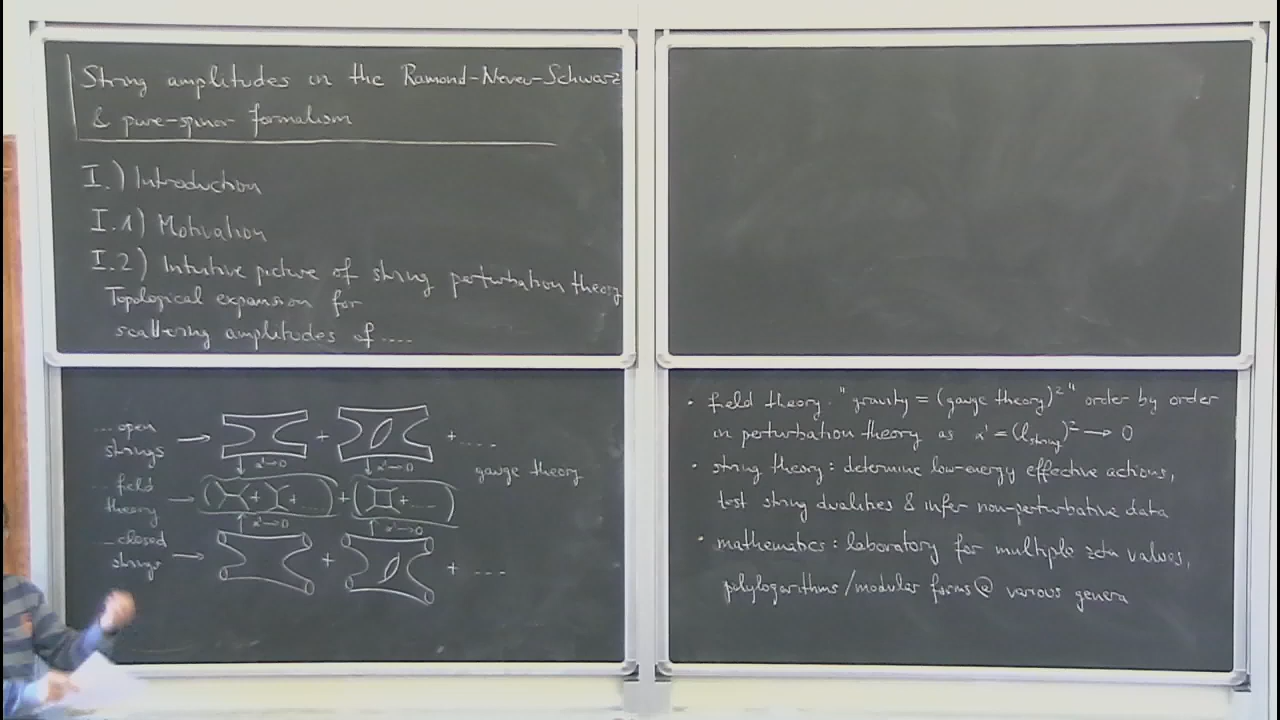 String amplitudes in the Ramond-Neveu-Schwarz
& pure-spinor formalism
I.) Introduction
I.1) Motivation
I.2) Intuitive picture of string perturbation theory
Topological expansion for
scattering amplitudes of ....
... open
strings → + + ....
α'→0 α'→0
gauge theory
... field
theory → ( + + ... ) + ( + .... )
α'→0 α'→0
... closed
strings → + + ...
• field theory: "gravity = (gauge theory)²" order by order
in perturbation theory as α' = (l_string)² → 0
• string theory: determine low-energy effective actions,
test string dualities & infer non-perturbative data
• mathematics: laboratory for multiple zeta values,
polylogarithms/modular forms @ various genera